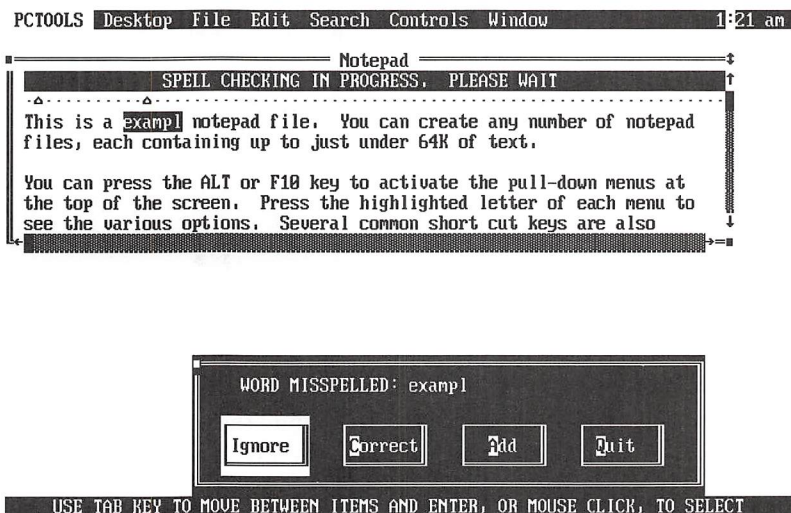 PCTOOLS Desktop File Edit Search Controls Window 1:21 am
Notepad
SPELL CHECKING IN PROGRESS. PLEASE WAIT
This is a exampl notepad file. You can create any number of notepad
files, each containing up to just under 64K of text.
You can press the ALT or F10 key to activate the pull-down menus at
the top of the screen. Press the highlighted letter of each menu to
see the various options. Several common short cut keys are also
WORD MISSPELLED: exampl
Ignore Correct Add Quit
USE TAB KEY TO MOVE BETWEEN ITEMS AND ENTER, OR MOUSE CLICK, TO SELECT